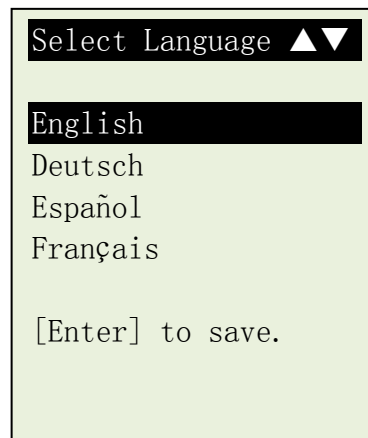 Select Language ▲▼
English
Deutsch
Español
Français
[Enter] to save.